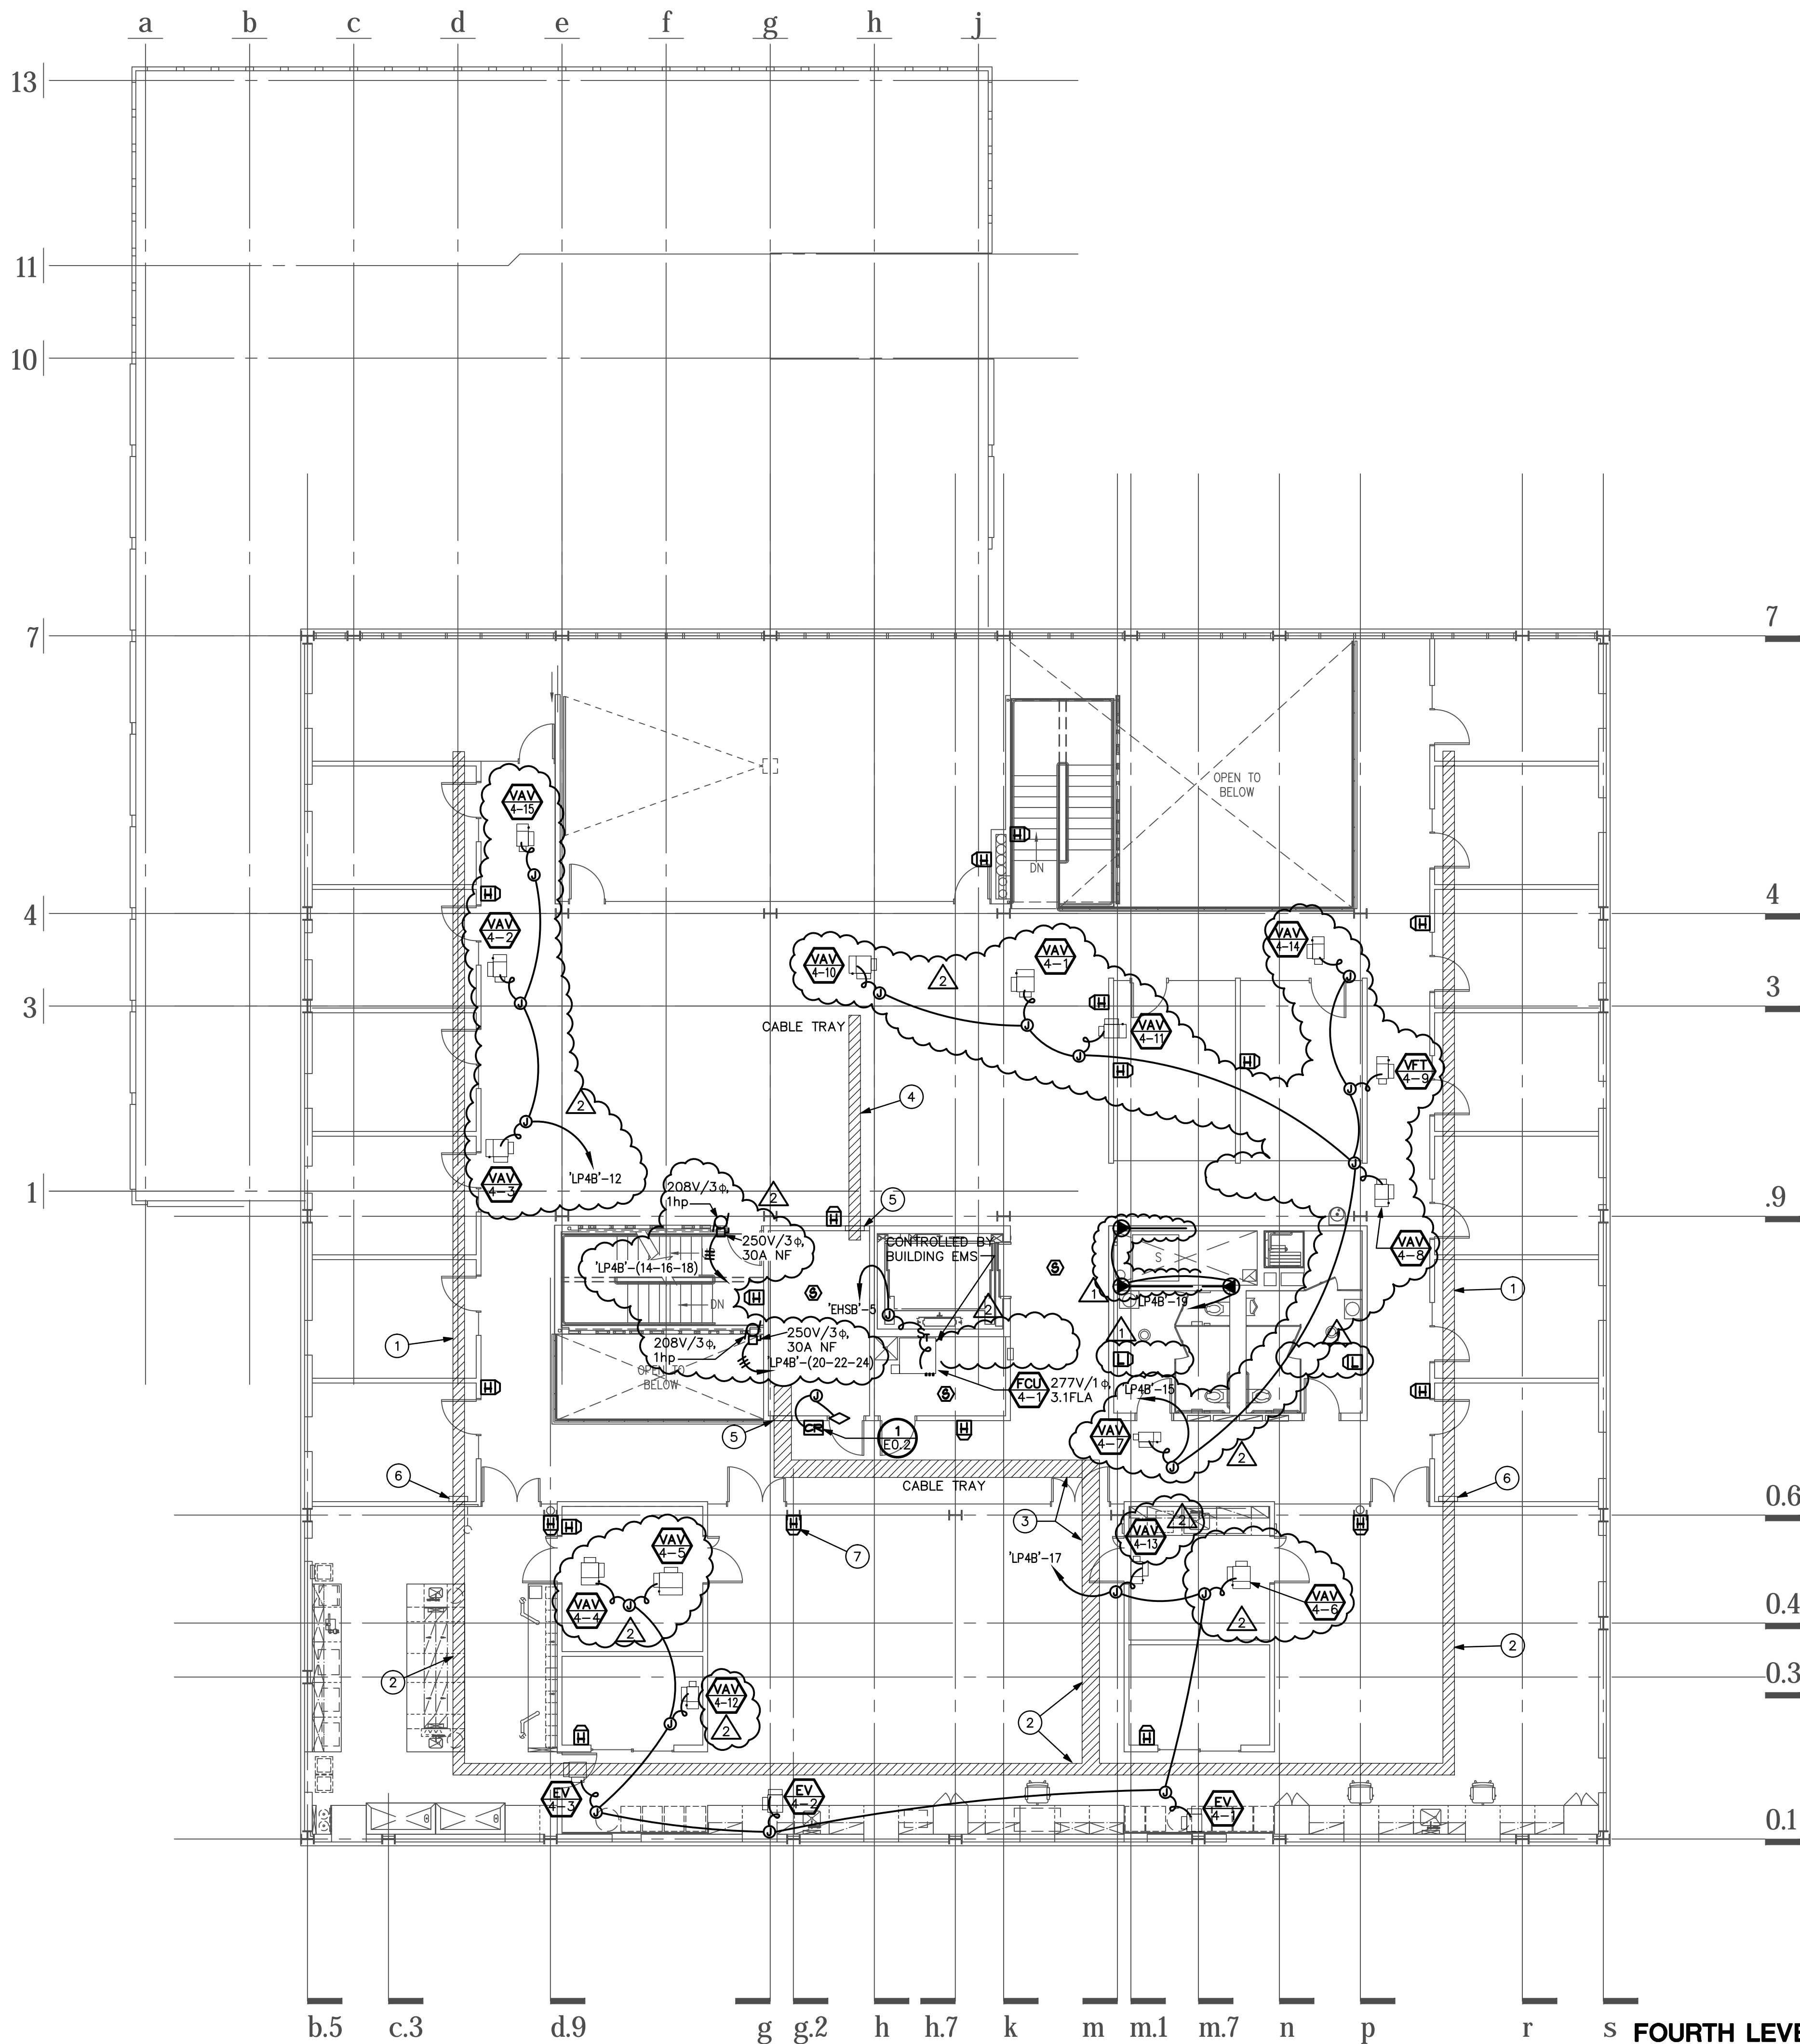 a b c d e f g h j
13
11
10
7
7
OPEN TO
BELOW
VAV
4-15
H
DN
H
H
4
4
VAV
4-2
H
VAV
4-14
VAV
4-1
VAV
4-10
2
J
J
J
3
3
H
J
J
CABLE TRAY
VAV
4-11
J
H
H
VFT
4-9
J
4
2
J
VAV
4-3
'LP4B'-12
J
1
208V/3ϕ,
1hp
2
5
.9
H
250V/3ϕ,
30A NF
CONTROLLED BY
BUILDING EMS
VAV
4-8
'LP4B'-(14-16-18)
S
S
S
DN
H
'EHSB'-5
2
1
'LP4B'-19
1
J
1
1
1
ST
208V/3ϕ,
1hp
250V/3ϕ,
30A NF
'LP4B'-(20-22-24)
OPEN TO
BELOW
L
L
H
S
FCU
4-1
277V/1ϕ
3.1FLA
'LP4B'-15
H
J
5
CR
1
E0.2
H
VAV
4-7
2
J
6
CABLE TRAY
6
0.6
H
H
H
3
2
H
VAV
4-13
VAV
4-5
7
'LP4B'-17
J
J
VAV
4-4
J
2
VAV
4-6
2
0.4
2
2
0.3
VAV
4-12
2
J
2
H
H
EV
4-3
J
EV
4-2
J
J
EV
4-1
0.1
b.5 c.3 d.9 g g.2 h h.7 k m m.1 m.7 n p r s
FOURTH LEVE